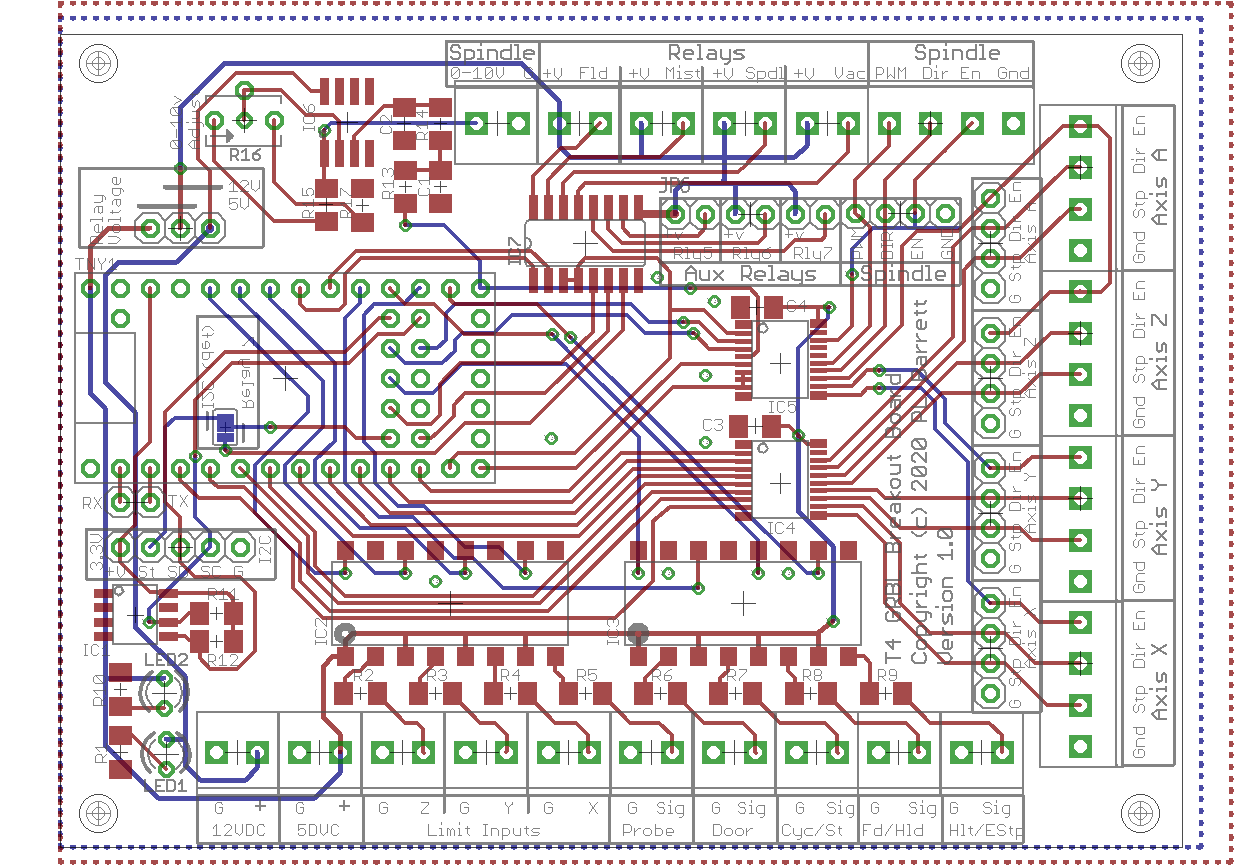 Spindle Relays Spindle
0-10V G +V Fld +V Mist +V Spdl +V Vac PWM Dir En Gnd
0-10v
Adjust
R16
IC6
C2
R14
R13
C1
R15
R17
Relay
Voltage
12V
5V
JP6
IC7
+V +V +V PWN DIR EN GND
Rly5 Rly6 Rly7
Aux Relays Spindle
TNY1
Relay X
C4
IC5
C3
IC4
T4 GRBL Breakout Board
Version 1.0
Gnd Stp Dir En
Axis A
Gnd Stp Dir En
Axis Z
Gnd Stp Dir En
Axis Y
Gnd Stp Dir En
Axis X
G Stp Dir En
G Stp Dir En
Axis Z
G Stp Dir En
Axis Y
G Stp Dir En
Axis X
RX TX
3.3V
I2C
+V St SD SC G
IC1
R11
R12
IC2
IC3
LED2
R10
R1
LED1
R2 R3 R4 R5 R6 R7 R8 R9
G + G + G Z G Y G X G Sig G Sig G Sig G Sig G Sig
12VDC 5DVC Limit Inputs Probe Door Cyc/St Fd/Hld Hlt/EStp